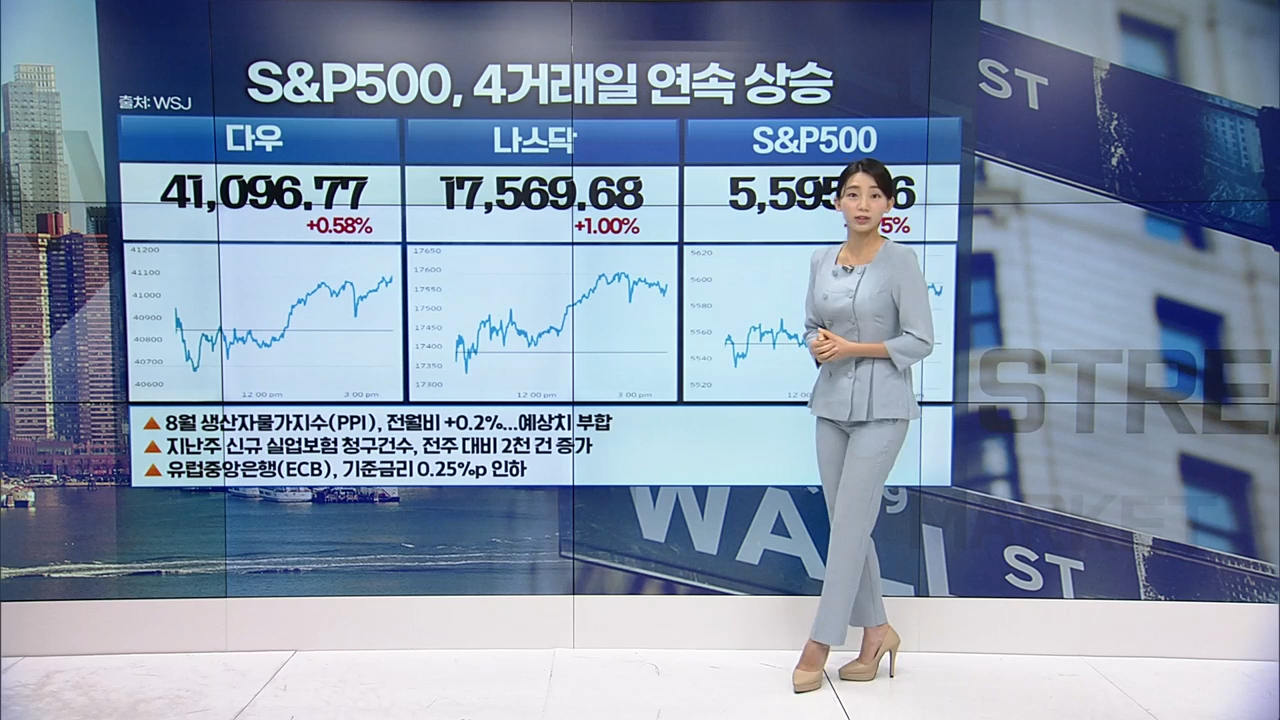 S&P500, 4거래일 연속 상승
출처: WSJ
다우
나스닥
S&P500
41,096.77
17,569.68
+0.58%
+1.00%
5%
41200
41100
41000
40900
40800
40700
40600
12:00 pm
3:00 pm
17650
17600
17550
17500
17450
17400
17350
17300
12:00 pm
3:00 pm
5620
5600
5580
5560
5540
5520
▲ 8월 생산자물가지수(PPI), 전월비 +0.2%...예상치 부합
▲ 지난주 신규 실업보험 청구건수, 전주 대비 2천 건 증가
▲ 유럽중앙은행(ECB), 기준금리 0.25%p 인하
ST
STRE
MARKET
WALL
ST